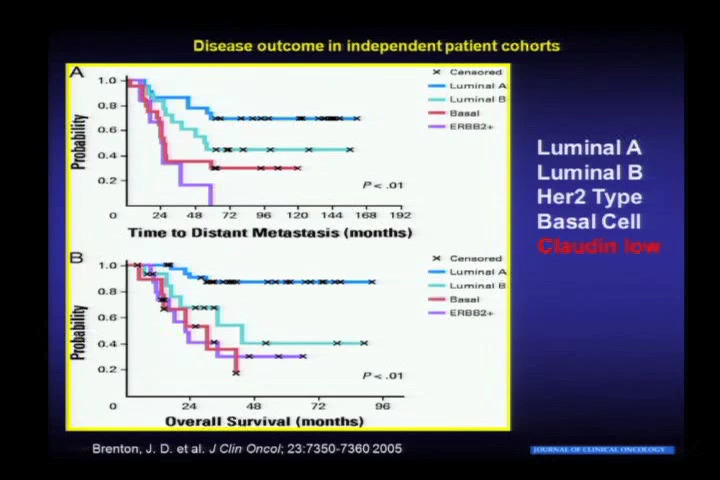 Disease outcome in independent patient cohorts
A
Probability
1.0
0.8
0.6
0.4
0.2
Censored
Luminal A
Luminal B
Basal
ERBB2+
P < .01
0 24 48 72 96 120 144 168 192
Time to Distant Metastasis (months)
B
Probability
1.0
0.8
0.6
0.4
0.2
Censored
Luminal A
Luminal B
Basal
ERBB2+
P < .01
0 24 48 72 96
Overall Survival (months)
Luminal A
Luminal B
Her2 Type
Basal Cell
Claudin low
Brenton, J. D. et al. J Clin Oncol; 23:7350-7360 2005
JOURNAL OF CLINICAL ONCOLOGY